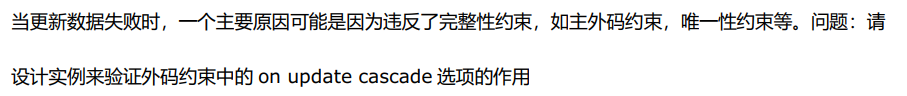 当更新数据失败时，一个主要原因可能是因为违反了完整性约束，如主外码约束，唯一性约束等。问题：请
设计实例来验证外码约束中的 on update cascade 选项的作用